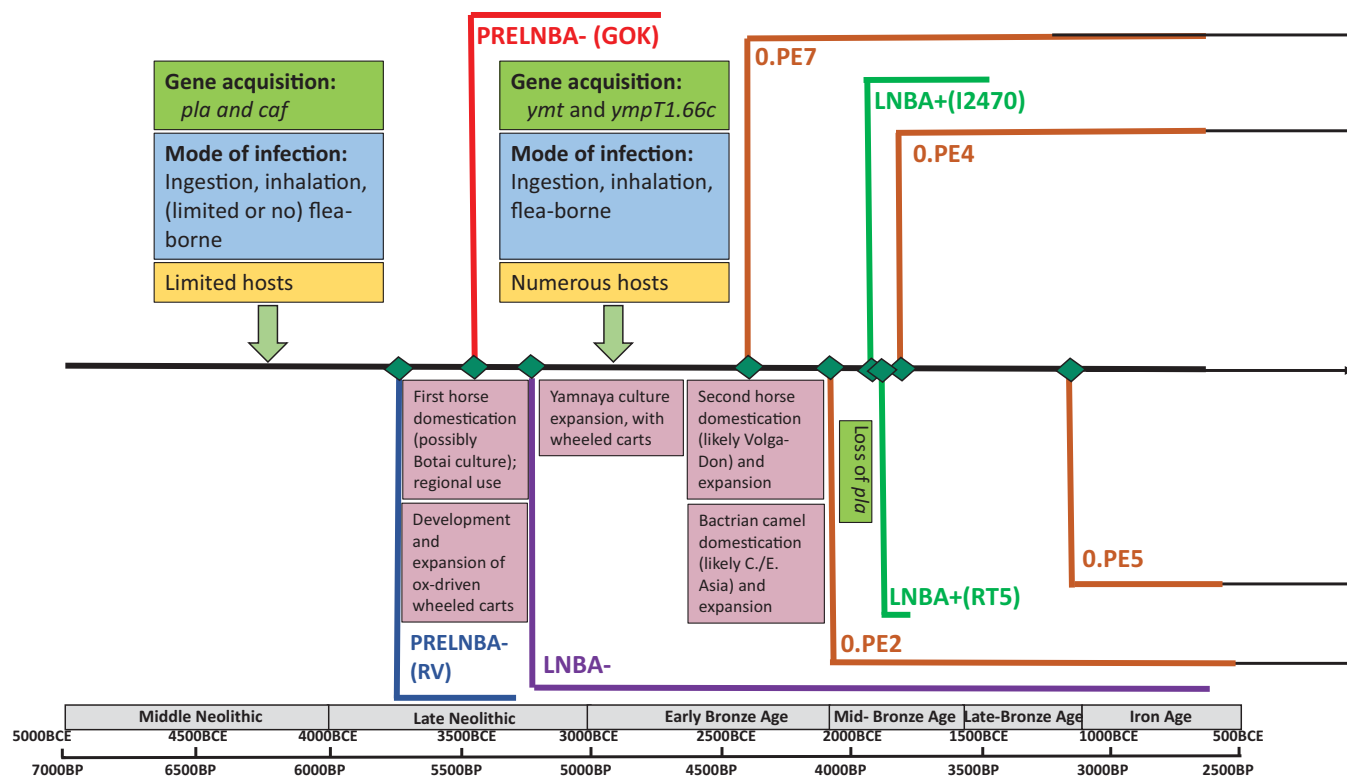 PRELNBA- (GOK)
0.PE7
Gene acquisition:
pla and caf
Mode of infection:
Ingestion, inhalation,
(limited or no) flea-
borne
Limited hosts
Gene acquisition:
ymt and ympT1.66c
Mode of infection:
Ingestion, inhalation,
flea-borne
Numerous hosts
LNBA+(I2470)
0.PE4
First horse
domestication
(possibly
Botai culture);
regional use
Development
and
expansion of
ox-driven
wheeled carts
Yamnaya culture
expansion, with
wheeled carts
Second horse
domestication
(likely Volga-
Don) and
expansion
Bactrian camel
domestication
(likely C./E.
Asia) and
expansion
Loss of pla
0.PE5
LNBA+(RT5)
0.PE2
PRELNBA-
(RV)
LNBA-
Middle Neolithic
Late Neolithic
Early Bronze Age
Mid- Bronze Age
Late-Bronze Age
Iron Age
5000BCE 4500BCE 4000BCE 3500BCE 3000BCE 2500BCE 2000BCE 1500BCE 1000BCE 500BCE
7000BP 6500BP 6000BP 5500BP 5000BP 4500BP 4000BP 3500BP 3000BP 2500BP